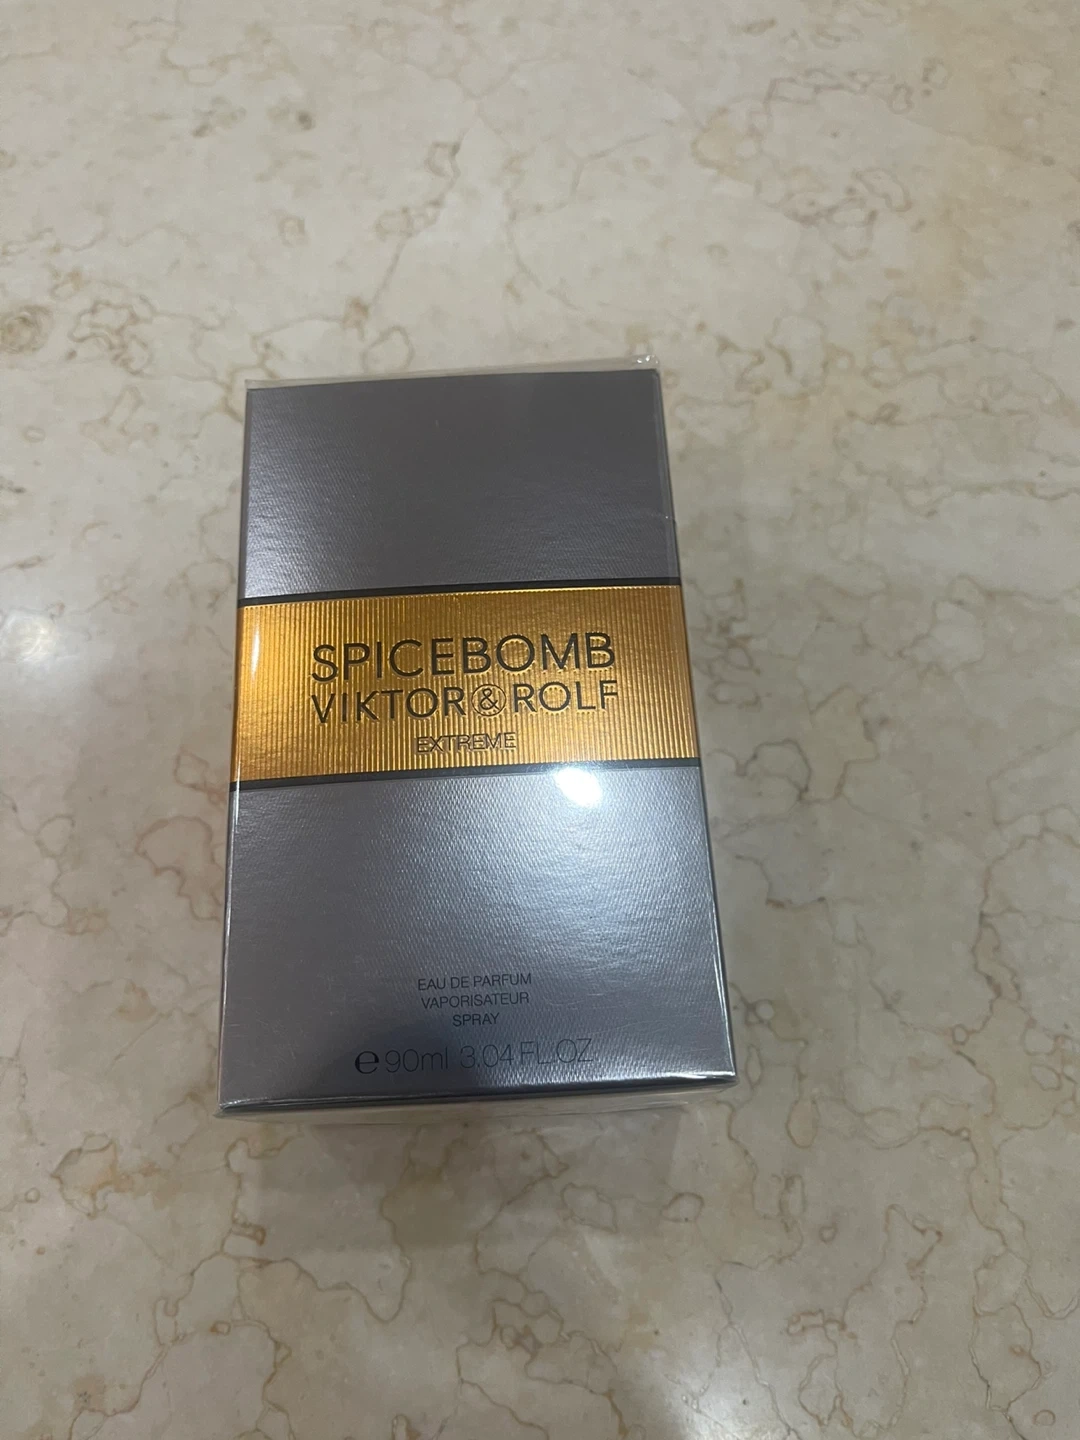 SPICEBOMB
VIKTOR & ROLF
EXTREME
EAU DE PARFUM
VAPORISATEUR
SPRAY
℮ 90ml 3.04 FL.OZ